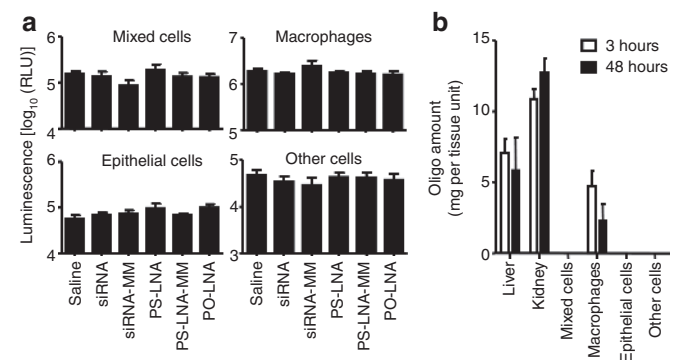 a
Mixed cells
Macrophages
Luminescence [log10 (RLU)]
6
5
4
7
6
5
Epithelial cells
Other cells
6
5
4
5
4
3
Saline
siRNA
siRNA-MM
PS-LNA
PS-LNA-MM
PO-LNA
Saline
siRNA
siRNA-MM
PS-LNA
PS-LNA-MM
PO-LNA
b
3 hours
48 hours
Oligo amount
(mg per tissue unit)
15
10
5
0
Liver
Kidney
Mixed cells
Macrophages
Epithelial cells
Other cells